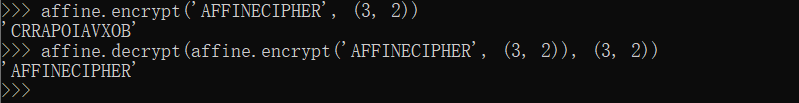 >>> affine.encrypt('AFFINECIPHER', (3, 2))
'CRRAPOIAVXOB'
>>> affine.decrypt(affine.encrypt('AFFINECIPHER', (3, 2)), (3, 2))
'AFFINECIPHER'
>>>